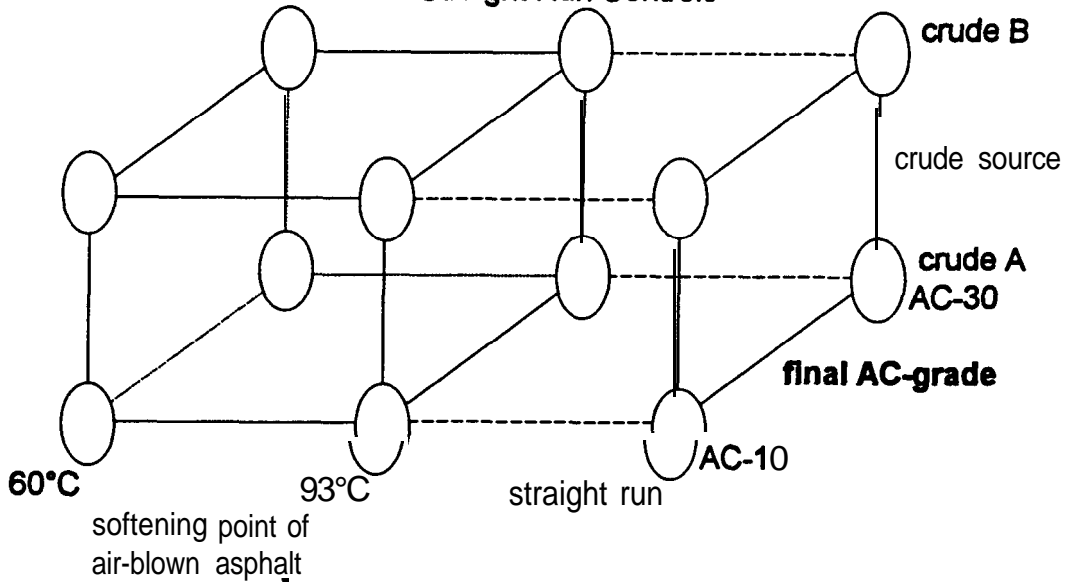 crude B
crude source
crude A
AC-30
final AC-grade
AC-10
60°C
93°C
straight run
softening point of
air-blown asphalt